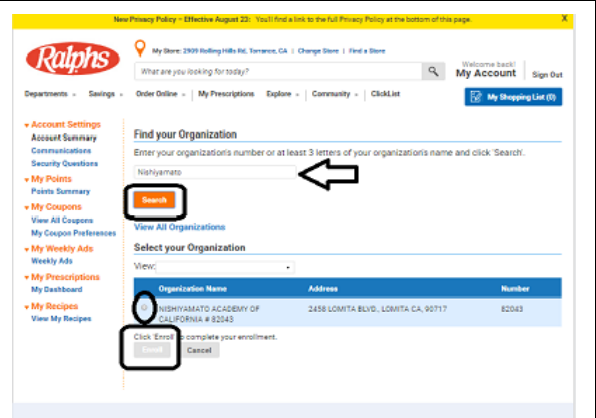 New Privacy Policy - Effective August 23: You'll find a link to the full Privacy Policy at the bottom of this page. X
Ralphs
My Store: 2909 Rolling Hills Rd, Torrance, CA | Change Store | Find a Store
What are you looking for today?
Welcome back!
My Account
Sign Out
Departments Savings Order Online | My Prescriptions Explore | Community | ClickList
My Shopping List (0)
Account Settings
Account Summary
Communications
Security Questions
My Points
Points Summary
My Coupons
View All Coupons
My Coupon Preferences
My Weekly Ads
Weekly Ads
My Prescriptions
My Dashboard
My Recipes
View My Recipes
Find your Organization
Enter your organization's number or at least 3 letters of your organization's name and click 'Search'.
Nishiyamato
Search
View All Organizations
Select your Organization
View:
Organization Name Address Number
NISHIYAMATO ACADEMY OF CALIFORNIA # 82043 2458 LOMITA BLVD., LOMITA CA, 90717 82043
Click 'Enroll' to complete your enrollment.
Enroll Cancel